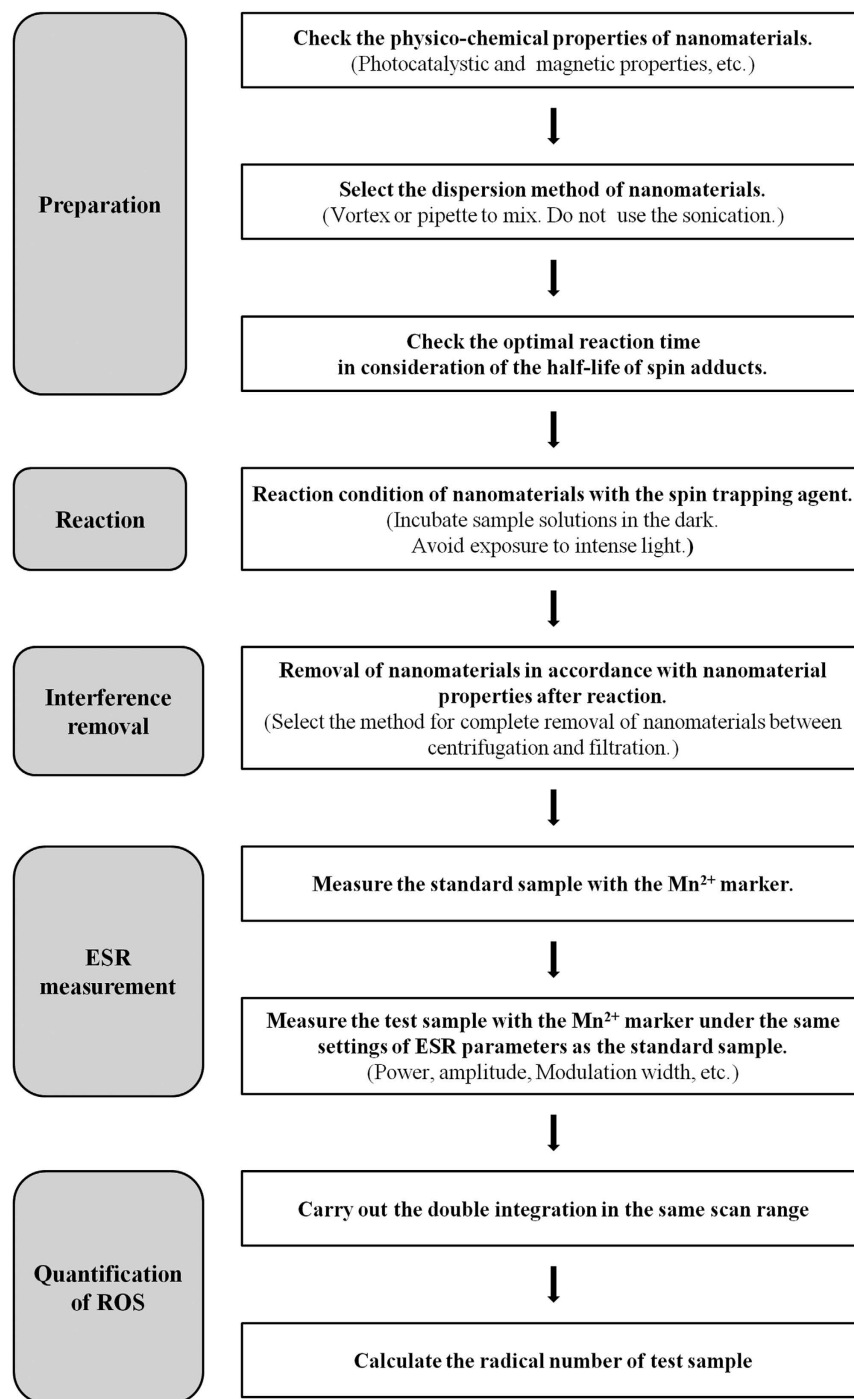 Preparation
Check the physico-chemical properties of nanomaterials.
(Photocatalystic and magnetic properties, etc.)
Select the dispersion method of nanomaterials.
(Vortex or pipette to mix. Do not use the sonication.)
Check the optimal reaction time
in consideration of the half-life of spin adducts.
Reaction
Reaction condition of nanomaterials with the spin trapping agent.
(Incubate sample solutions in the dark.
Avoid exposure to intense light.)
Interference
removal
Removal of nanomaterials in accordance with nanomaterial
properties after reaction.
(Select the method for complete removal of nanomaterials between
centrifugation and filtration.)
ESR
measurement
Measure the standard sample with the Mn²⁺ marker.
Measure the test sample with the Mn²⁺ marker under the same
settings of ESR parameters as the standard sample.
(Power, amplitude, Modulation width, etc.)
Quantification
of ROS
Carry out the double integration in the same scan range
Calculate the radical number of test sample